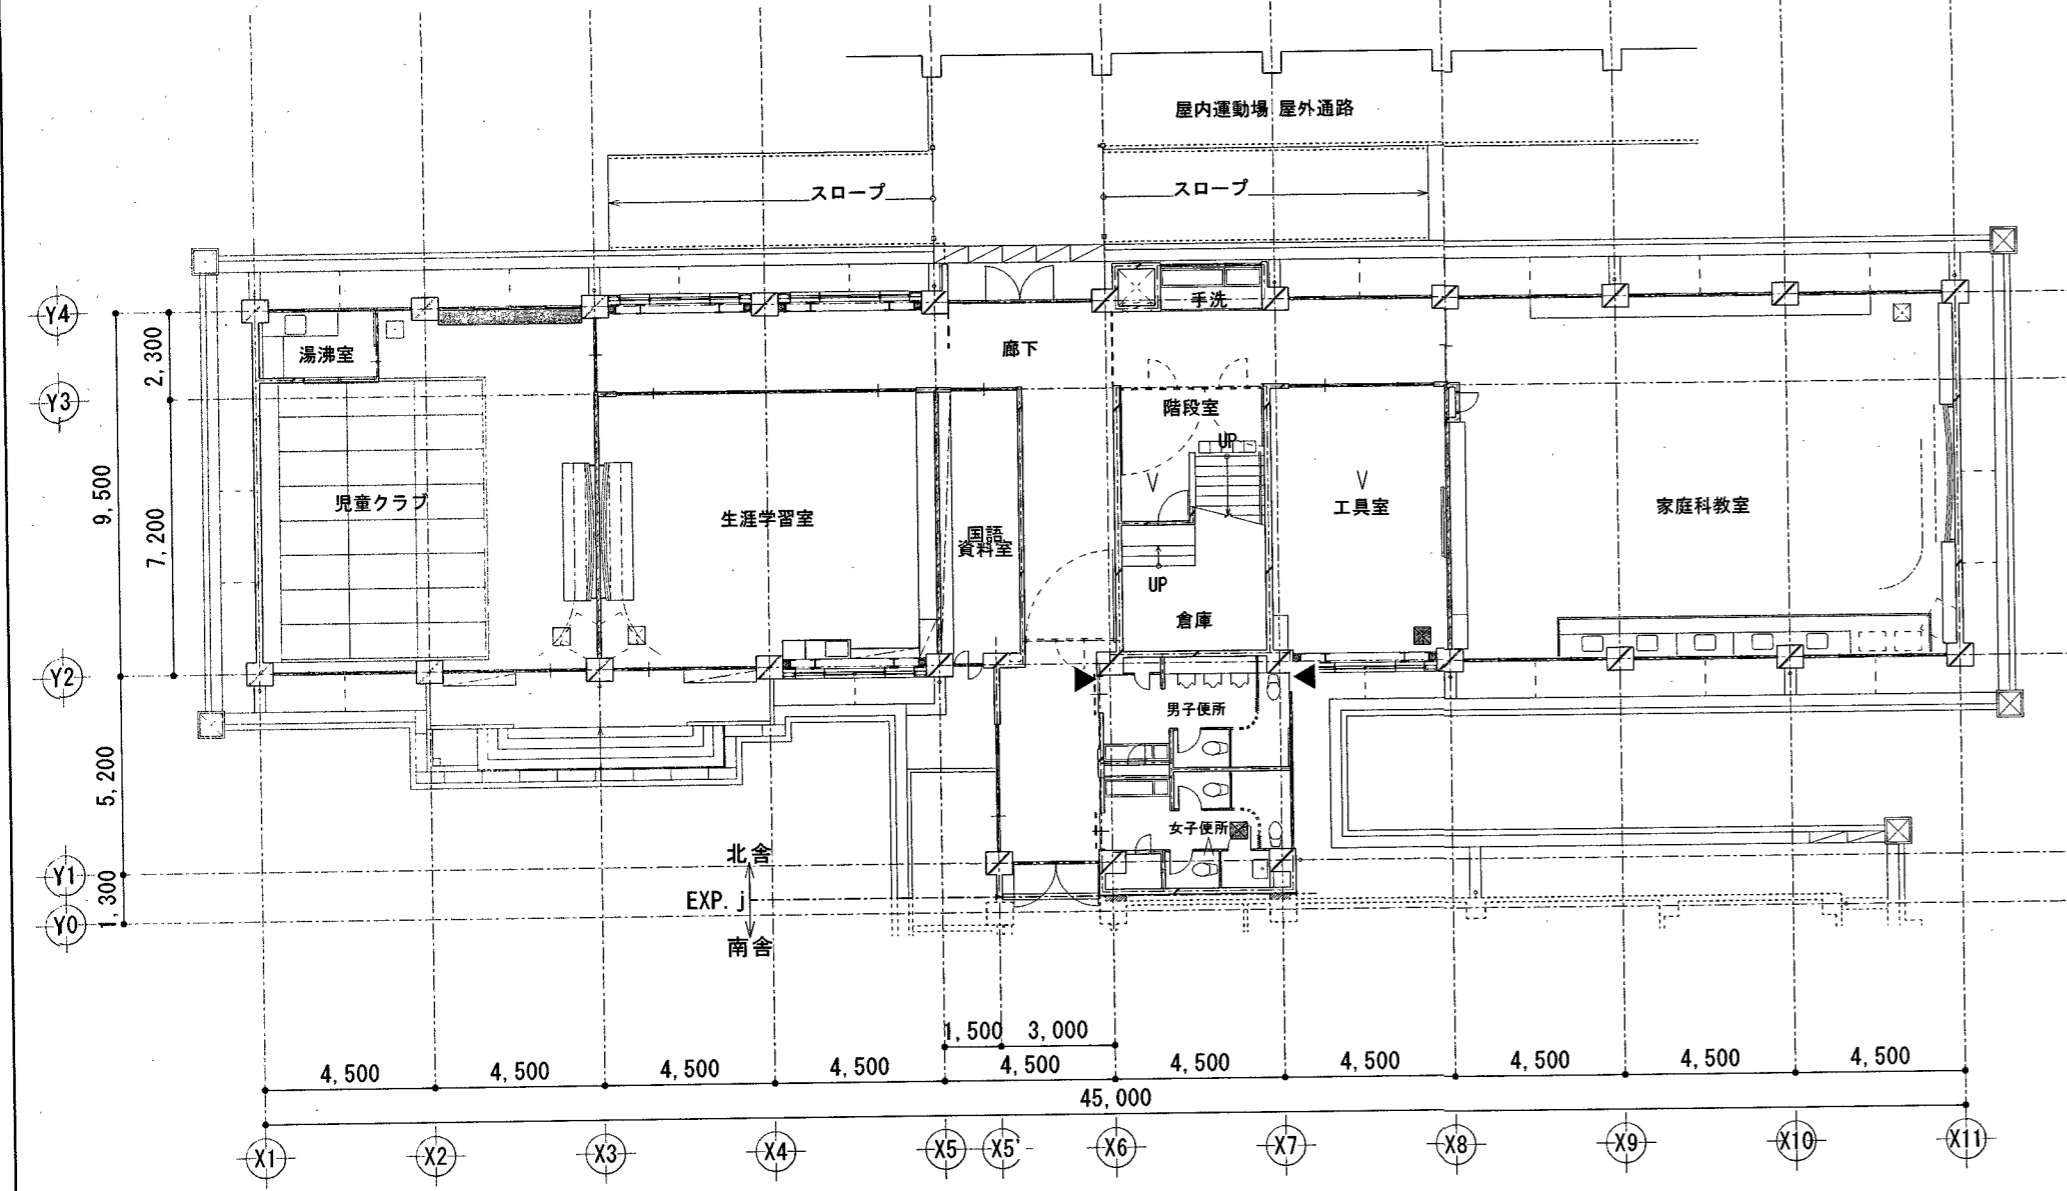 屋内運動場 屋外通路
スロープ
スロープ
Y4
2,300
湯沸室
廊下
手洗
Y3
階段室
UP
9,500
7,200
児童クラブ
生涯学習室
国語
資料室
工具室
家庭科教室
UP
倉庫
Y2
男子便所
5,200
女子便所
北舎
Y1
1,300
EXP.j
Y0
南舎
1,500
3,000
4,500
4,500
4,500
4,500
4,500
4,500
4,500
4,500
4,500
4,500
45,000
X1
X2
X3
X4
X5
X5'
X6
X7
X8
X9
X10
X11